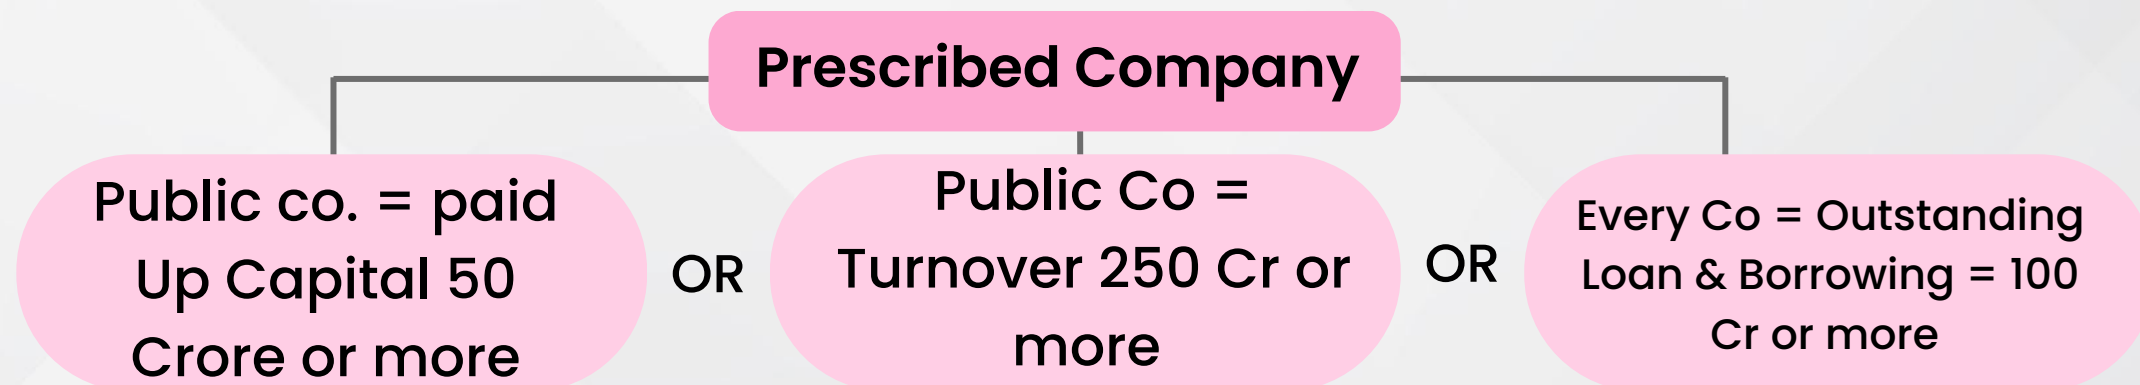 Prescribed Company
Public co. = paid
Up Capital 50
Crore or more
OR
Public Co =
Turnover 250 Cr or
more
OR
Every Co = Outstanding
Loan & Borrowing = 100
Cr or more